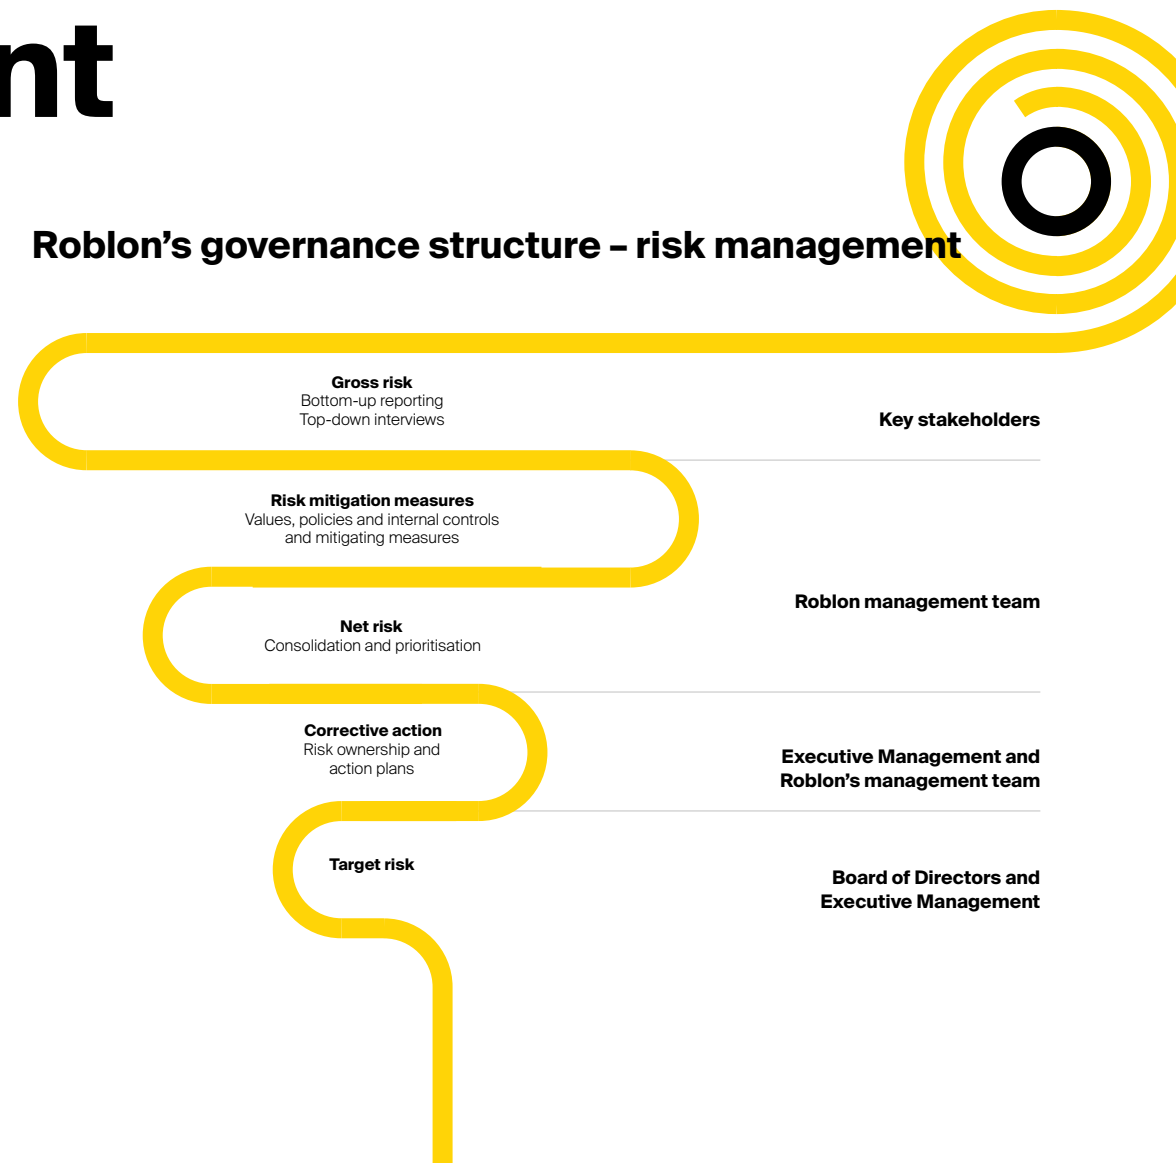 nt
Roblon’s governance structure – risk management
Gross risk
Bottom-up reporting
Top-down interviews
Key stakeholders
Risk mitigation measures
Values, policies and internal controls
and mitigating measures
Roblon management team
Net risk
Consolidation and prioritisation
Corrective action
Risk ownership and
action plans
Executive Management and
Roblon’s management team
Target risk
Board of Directors and
Executive Management